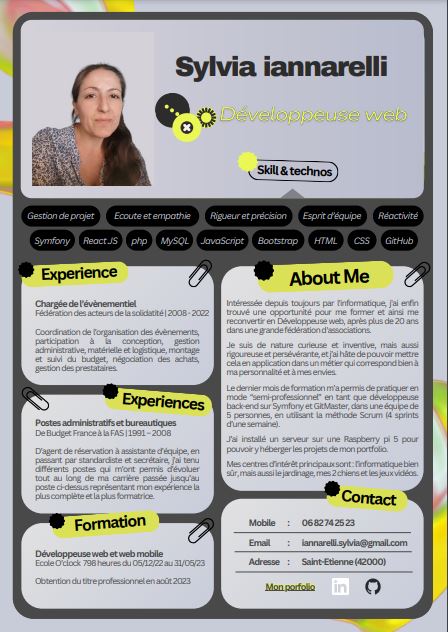 Sylvia iannarelli
Développeuse web
Skill & technos
Gestion de projet
Ecoute et empathie
Rigueur et précision
Esprit d'équipe
Réactivité
Symfony
React JS
php
MySQL
JavaScript
Bootstrap
HTML
CSS
GitHub
Experience
Chargée de l'évènementiel
Fédération des acteurs de la solidatité | 2008 - 2022
Coordination de l'organisation des évènements,
participation à la conception, gestion
administrative, matérielle et logistique, montage
et suivi du budget, négociation des achats,
gestion des prestataires.
Experiences
Postes administratifs et bureautiques
De Budget France à la FAS | 1991 – 2008
D'agent de réservation à assistante d'équipe, en
passant par standardiste et secrétaire, j'ai tenu
différents postes qui m'ont permis d'évoluer
tout au long de ma carrière passée jusqu'au
poste ci-dessus représentant mon expérience la
plus complète et la plus formatrice.
Formation
Développeuse web et web mobile
Ecole O'clock 798 heures du 05/12/22 au 31/05/23
Obtention du titre professionnel en août 2023
About Me
Intéressée depuis toujours par l'informatique, j'ai enfin
trouvé une opportunité pour me former et ainsi me
reconvertir en Développeuse web, après plus de 20 ans
dans une grande fédération d'associations.
Je suis de nature curieuse et inventive, mais aussi
rigoureuse et persévérante, et j'ai hâte de pouvoir mettre
cela en application dans un métier qui correspond bien à
ma personnalité et à mes envies.
Le dernier mois de formation m'a permis de pratiquer en
mode "semi-professionnel" en tant que développeuse
back-end sur Symfony et GitMaster, dans une équipe de
5 personnes, en utilisant la méthode Scrum (4 sprints
d'une semaine).
J'ai installé un serveur sur une Raspberry pi 5 pour
pouvoir y héberger les projets de mon portfolio.
Mes centres d'intérêt principaux sont : l'informatique bien
sûr, mais aussi le jardinage, mes 2 chiens et les jeux vidéos.
Contact
Mobile : 06 82 74 25 23
Email : iannarelli.sylvia@gmail.com
Adresse : Saint-Etienne (42000)
Mon porfolio
in